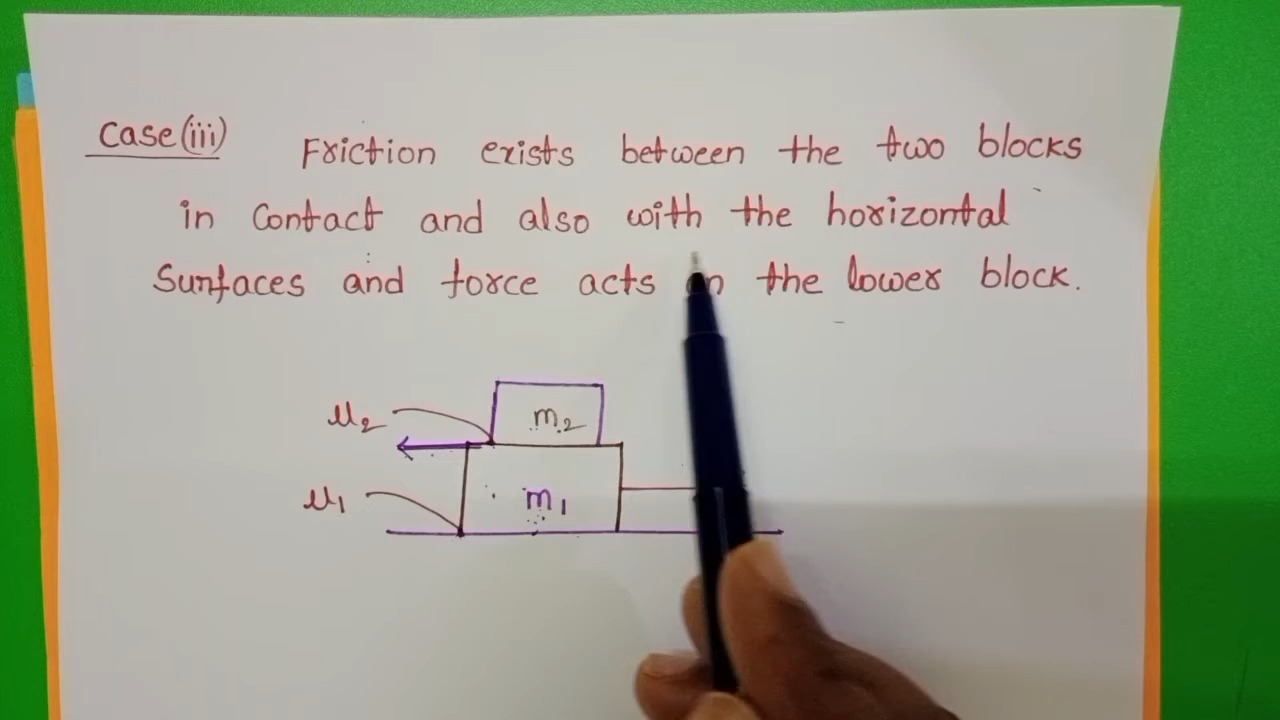 Case(iii) Friction exists between the two blocks
in contact and also with the horizontal
Surfaces and force acts the lower block.
μ2 m2
μ1 m1